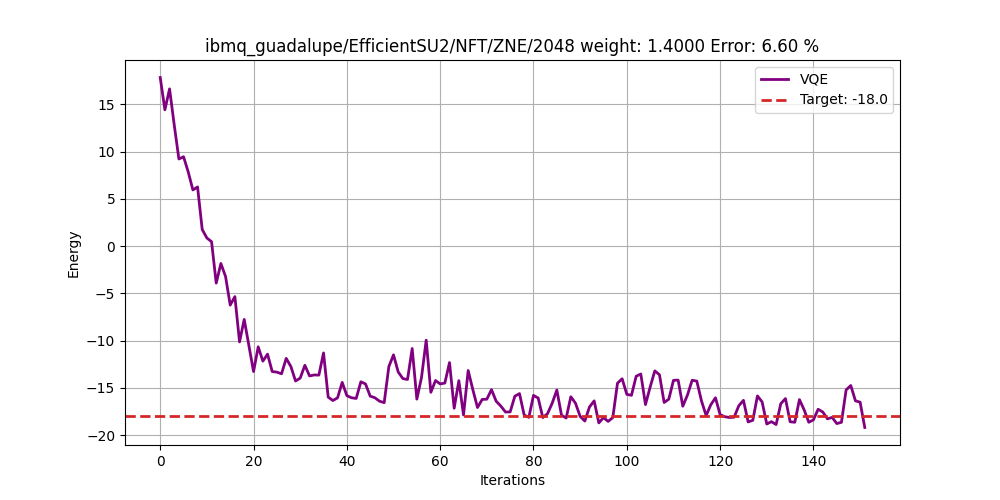 ibmq_guadalupe/EfficientSU2/NFT/ZNE/2048 weight: 1.4000 Error: 6.60 %
VQE
Target: -18.0
Energy
15
10
5
0
−5
−10
−15
−20
0 20 40 60 80 100 120 140
Iterations